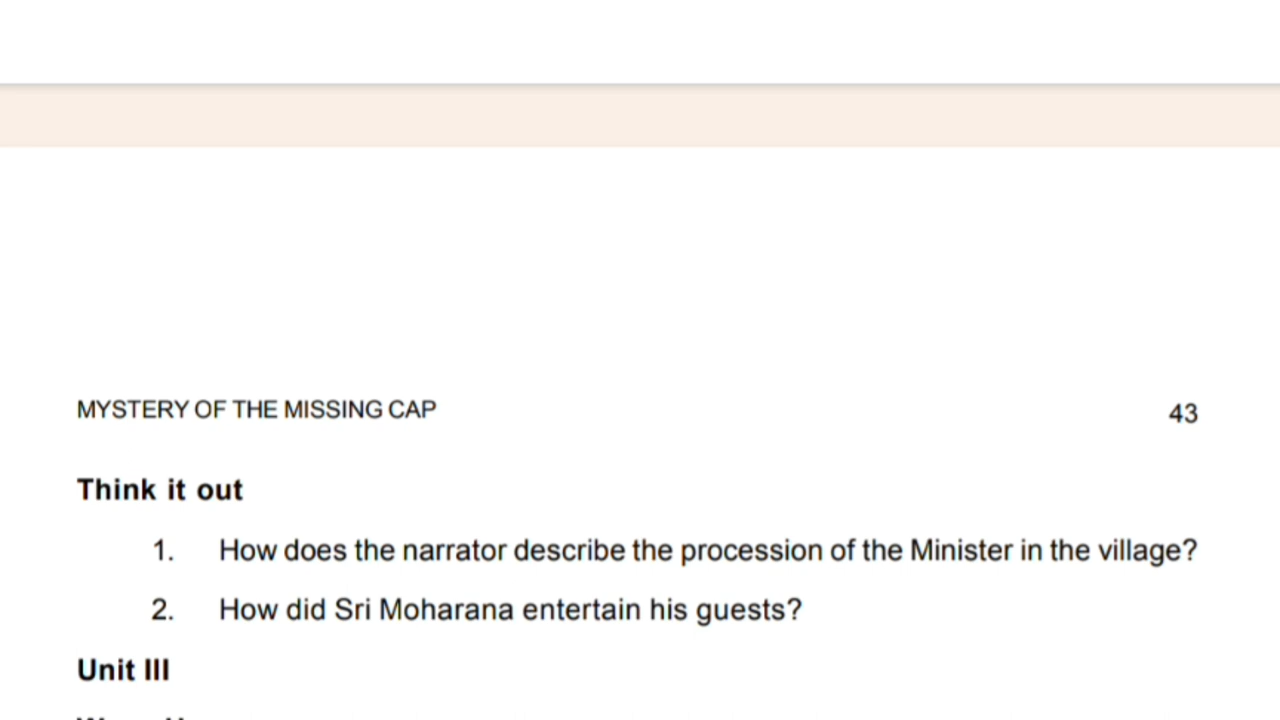 MYSTERY OF THE MISSING CAP
43
Think it out
1. How does the narrator describe the procession of the Minister in the village?
2. How did Sri Moharana entertain his guests?
Unit III